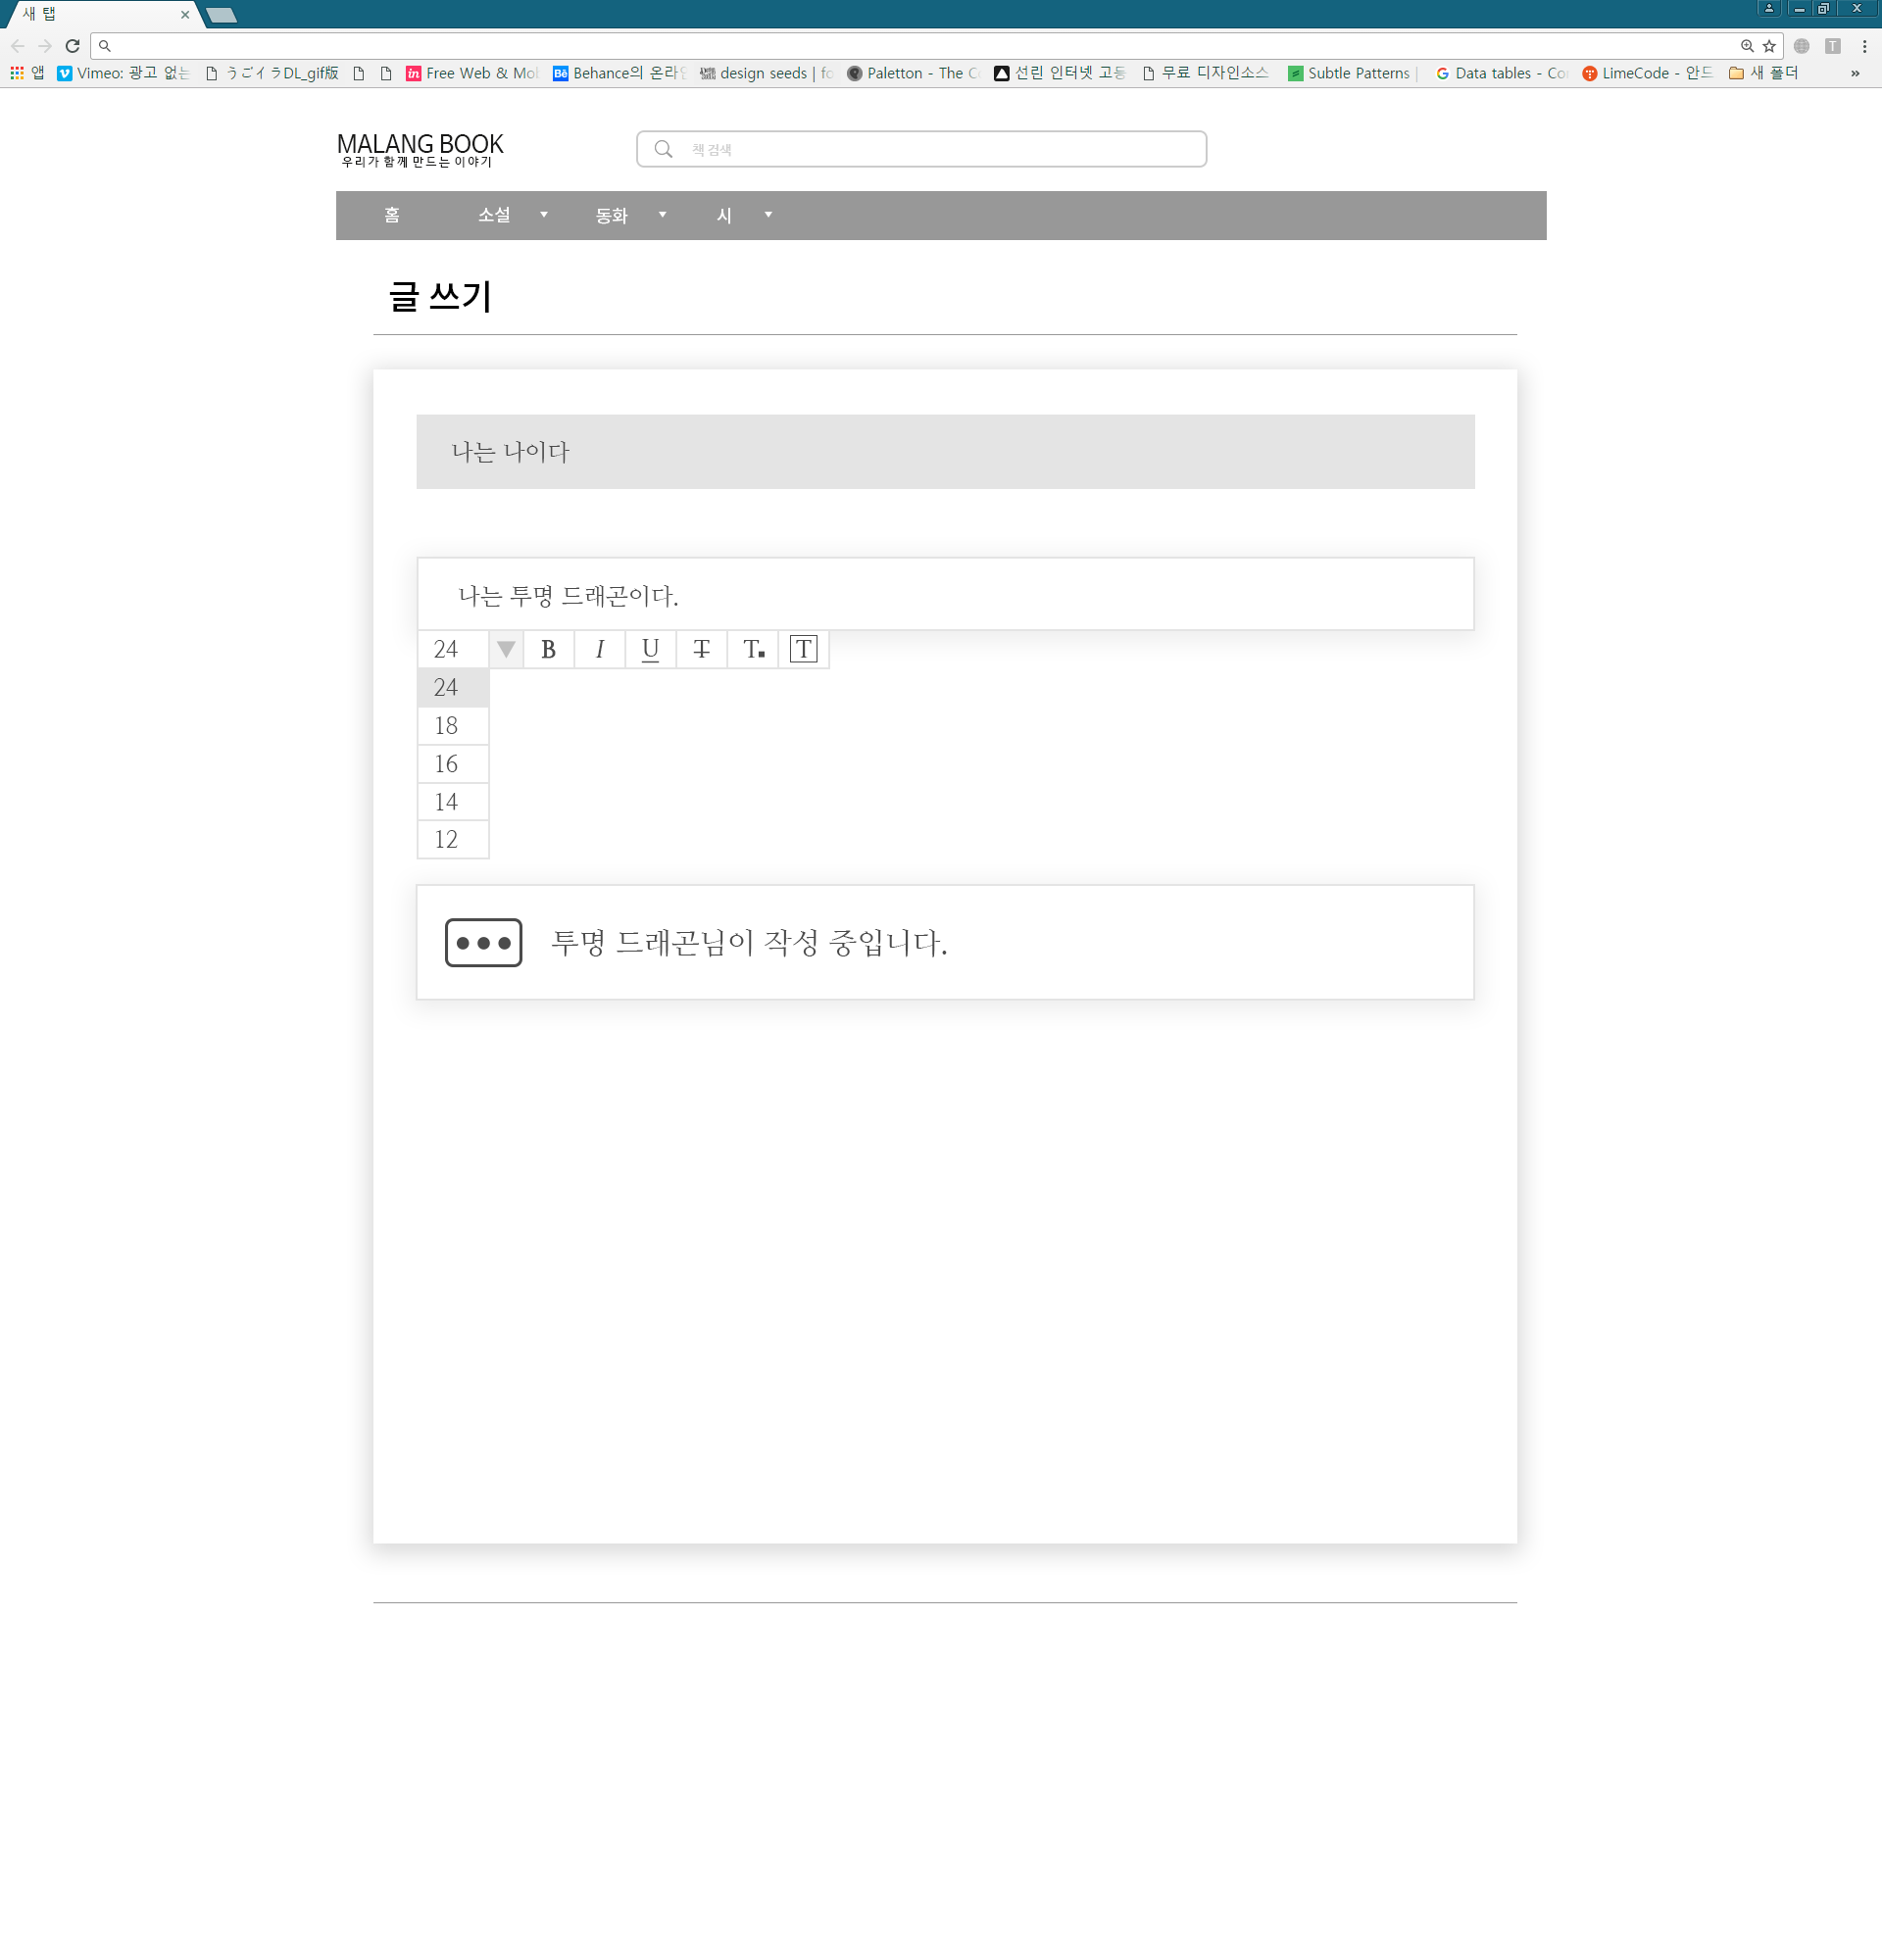 새 탭
앱 Vimeo: 광고 없는 うごイラDL_gif版 Free Web & Mob Behance의 온라인 design seeds | fo Paletton - The Co 선린 인터넷 고등 무료 디자인소스 Subtle Patterns | Data tables - Co LimeCode - 안드 새 폴더 »
MALANG BOOK
우리가 함께 만드는 이야기
책 검색
홈 소설 동화 시
글 쓰기
나는 나이다
나는 투명 드래곤이다.
24 B I U T T T
24
18
16
14
12
투명 드래곤님이 작성 중입니다.